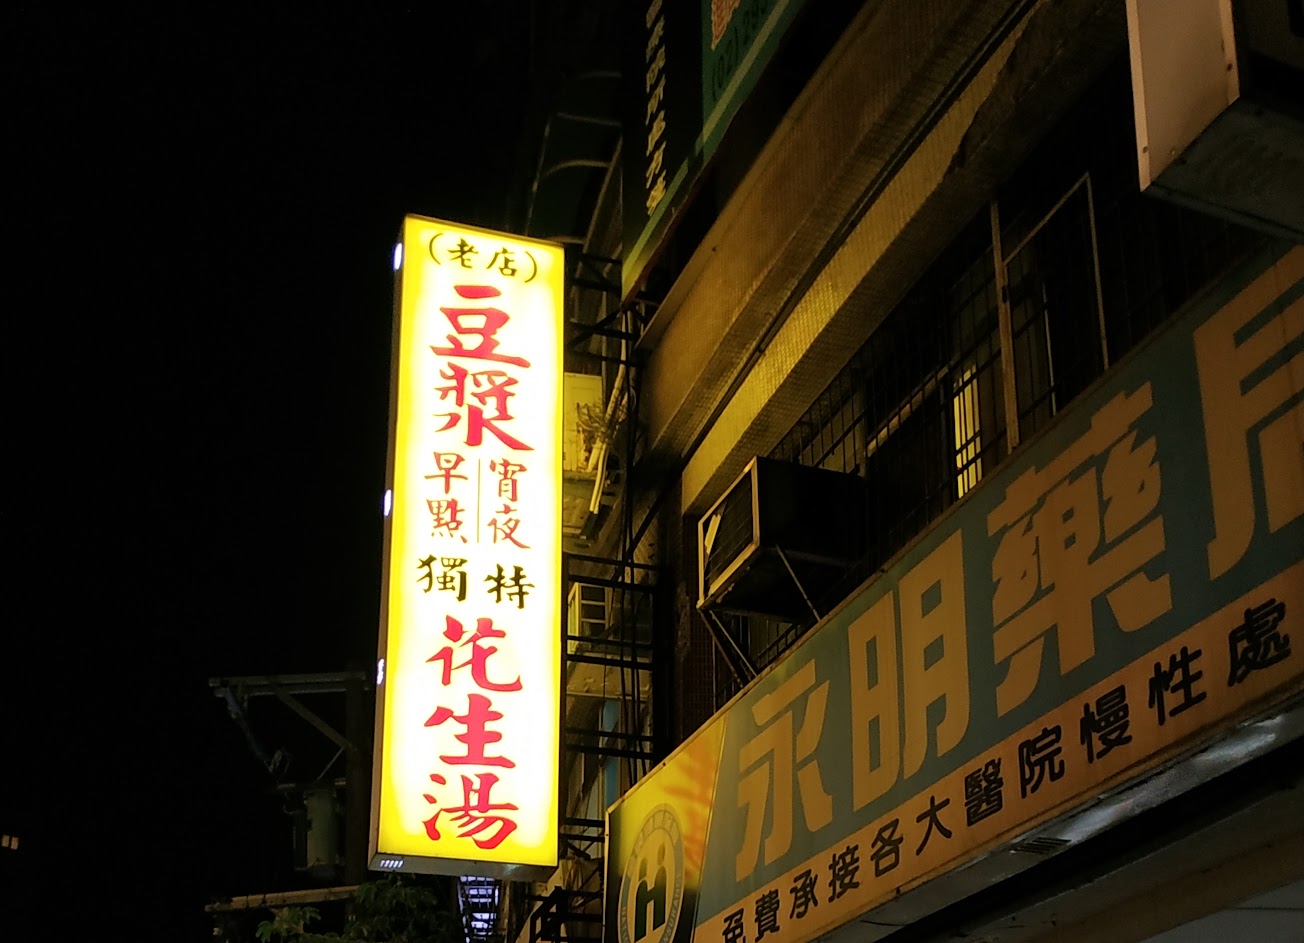 (老店)
豆漿
早點
宵夜
獨特
花生湯
永明藥局
免費承接各大醫院慢性處